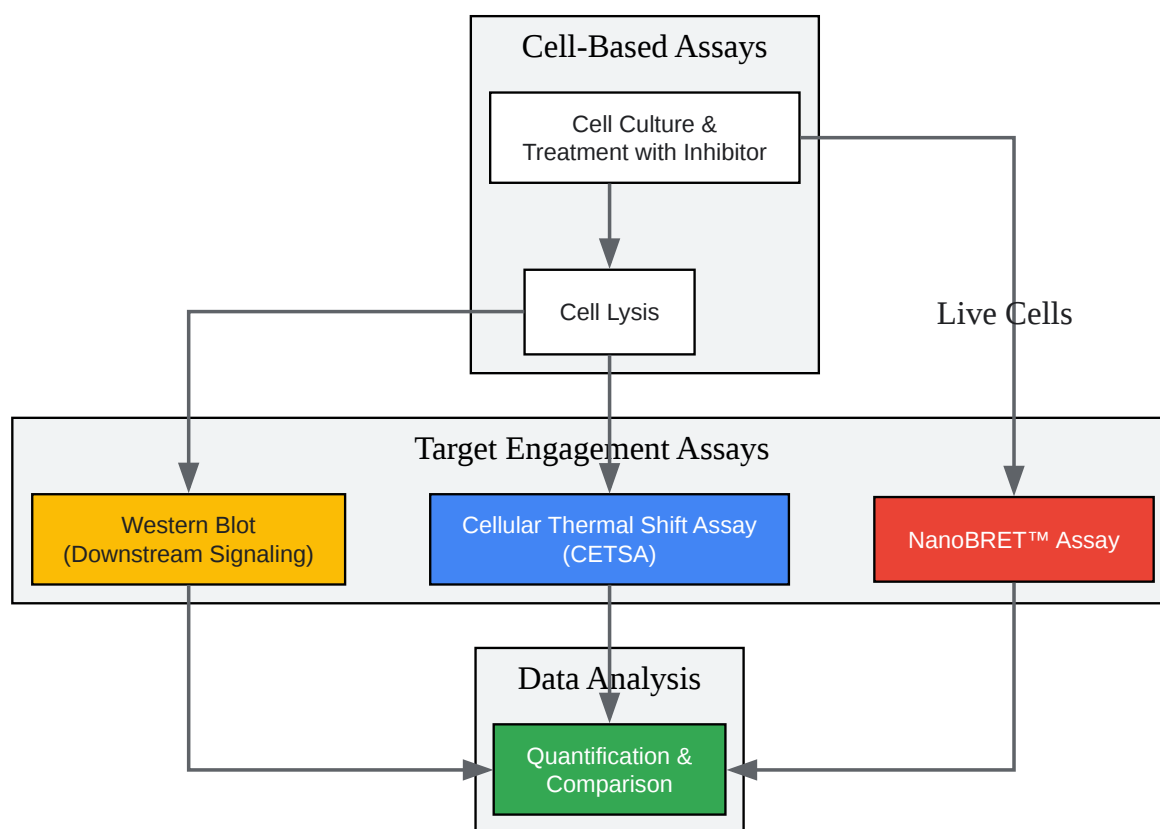 Cell-Based Assays
Cell Culture &
Treatment with Inhibitor
Cell Lysis
Live Cells
Target Engagement Assays
Western Blot
(Downstream Signaling)
Cellular Thermal Shift Assay
(CETSA)
NanoBRET™ Assay
Data Analysis
Quantification &
Comparison